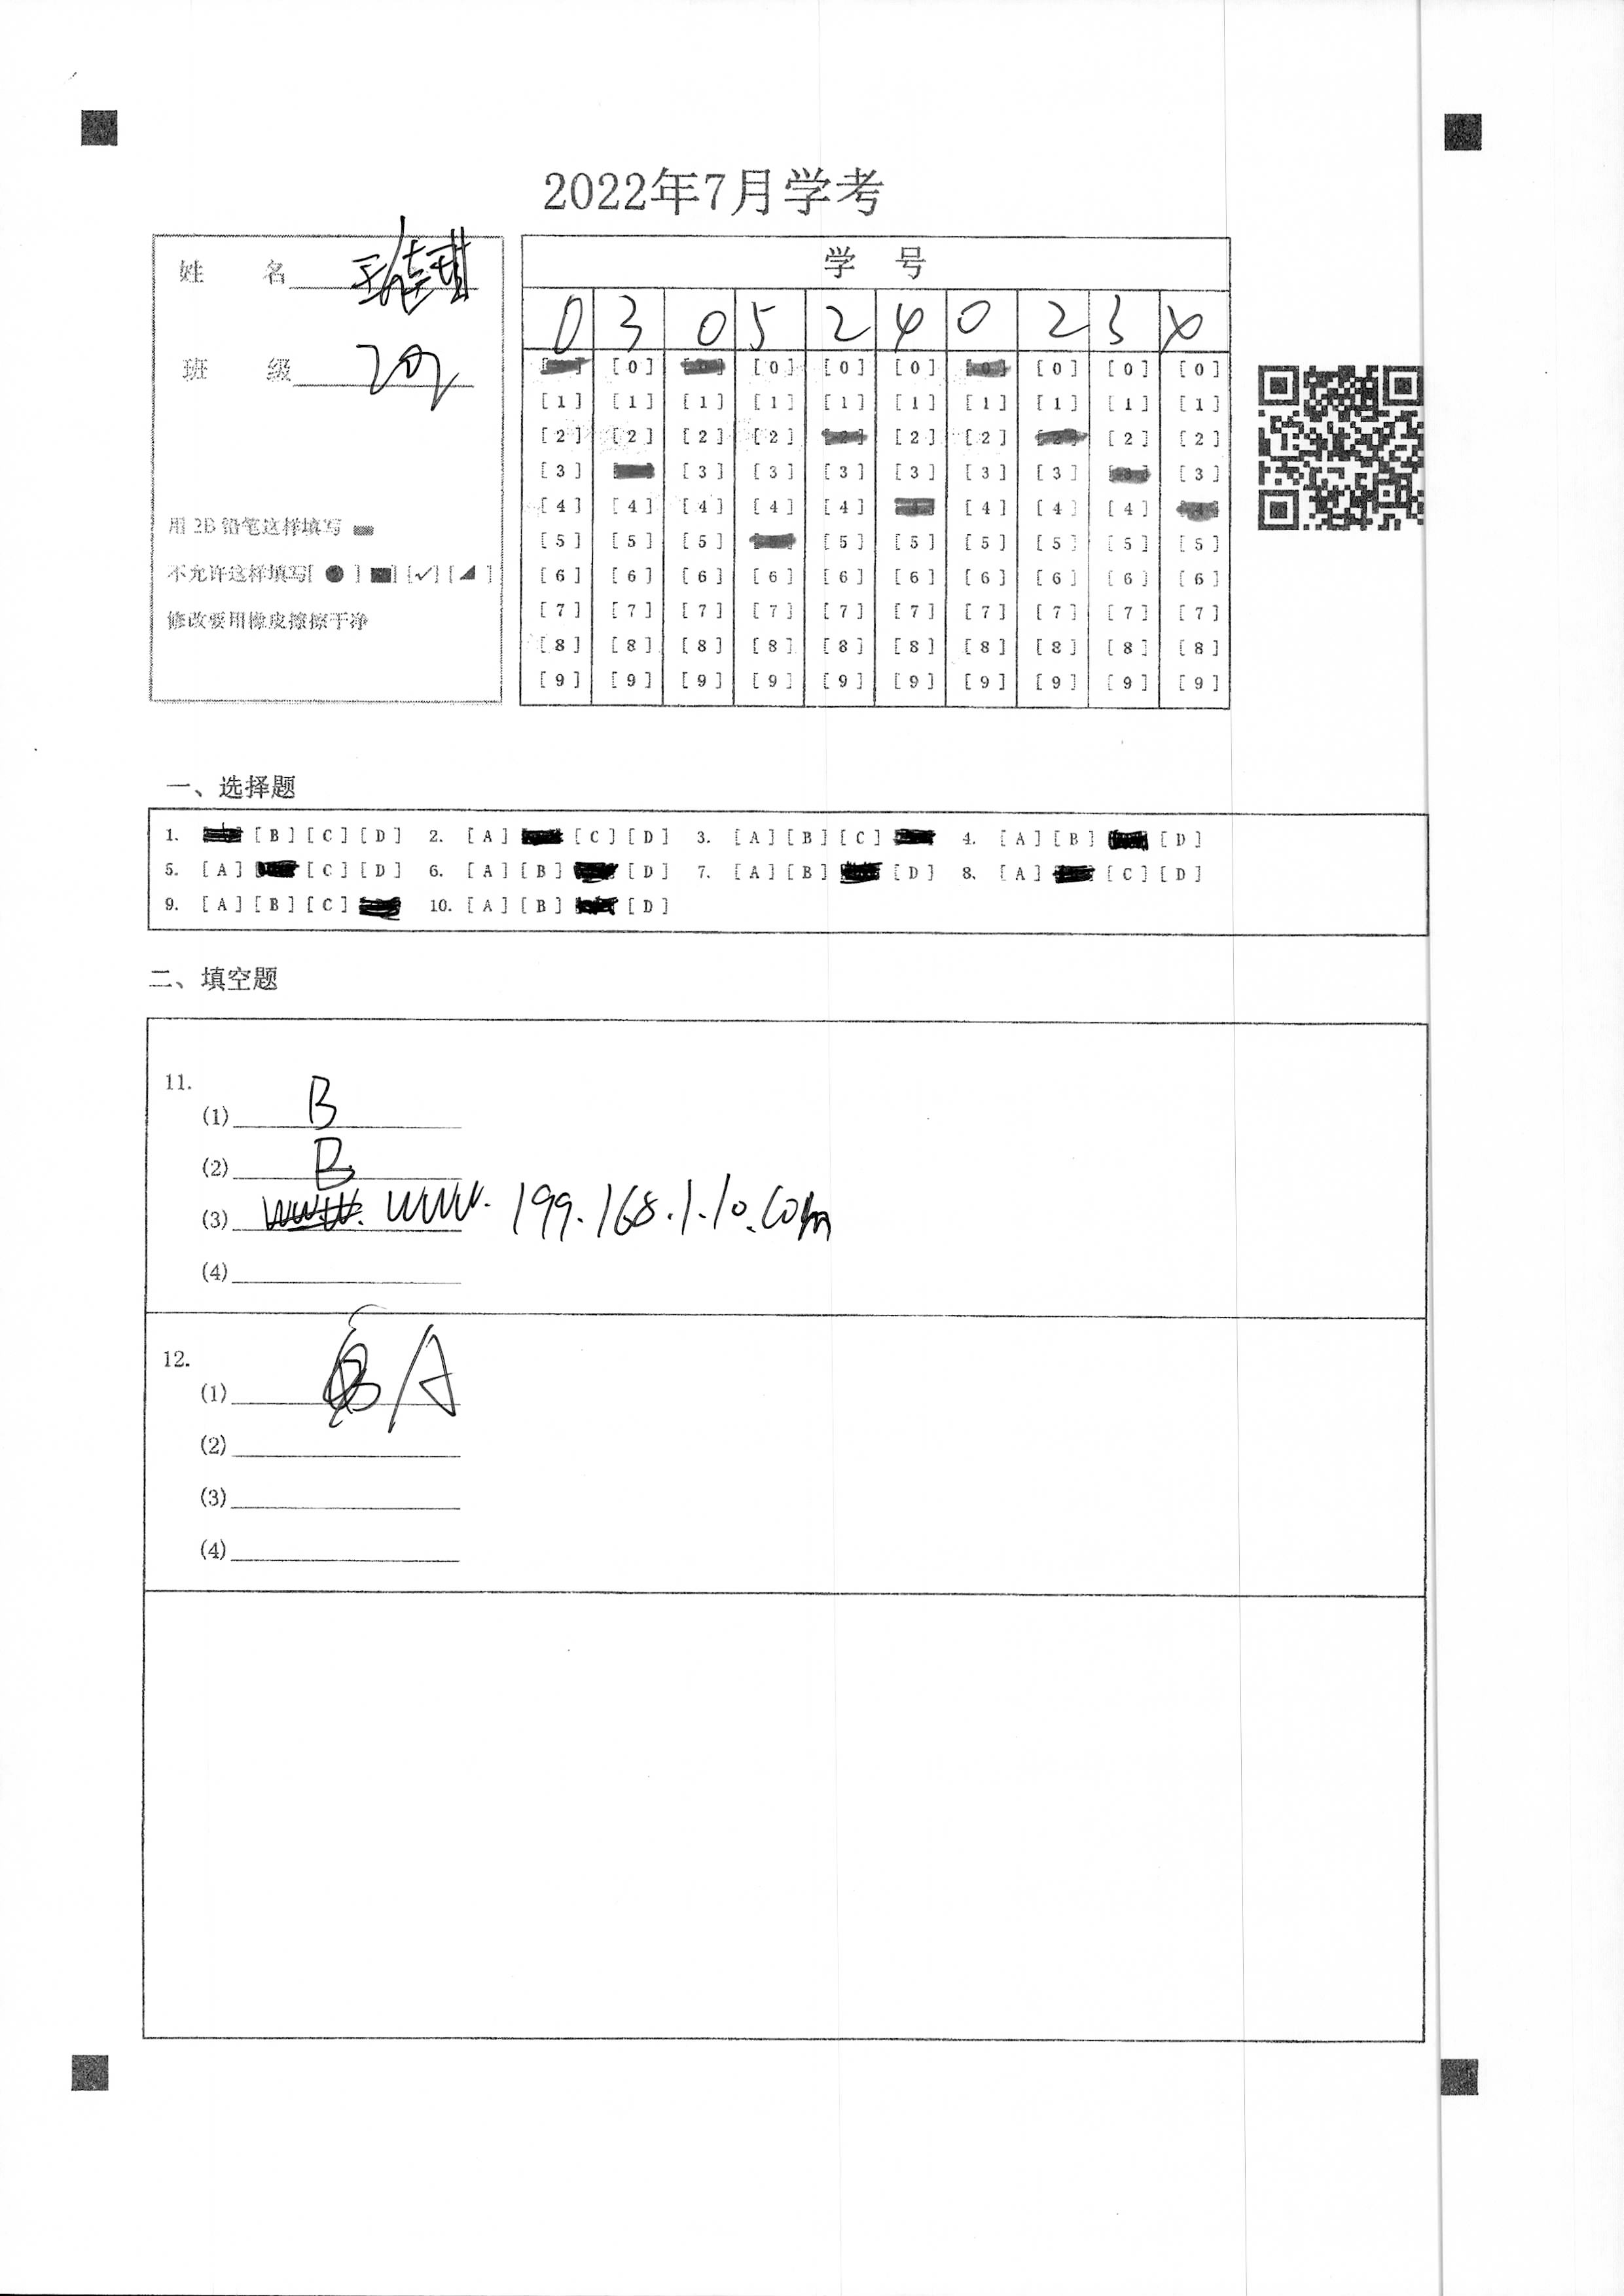 2022年7月学考
姓 名
班 级 202
用 2B 铅笔这样填写
不允许这样填写[ ● ] [■] [✓] [◢ ]
修改要用橡皮擦擦干净
学 号
0 3 0 5 2 4 0 2 3 4
[0] [0] [0] [0] [0] [0] [0]
[1] [1] [1] [1] [1] [1] [1] [1] [1] [1]
[2] [2] [2] [2] [2] [2] [2] [2] [2] [2]
[3] [3] [3] [3] [3] [3] [3] [3] [3]
[4] [4] [4] [4] [4] [4] [4] [4] [4]
[5] [5] [5] [5] [5] [5] [5] [5] [5]
[6] [6] [6] [6] [6] [6] [6] [6] [6] [6]
[7] [7] [7] [7] [7] [7] [7] [7] [7] [7]
[8] [8] [8] [8] [8] [8] [8] [8] [8] [8]
[9] [9] [9] [9] [9] [9] [9] [9] [9] [9]
一、选择题
1. [B] [C] [D] 2. [A] [C] [D] 3. [A] [B] [C] 4. [A] [B] [D]
5. [A] [C] [D] 6. [A] [B] [D] 7. [A] [B] [D] 8. [A] [C] [D]
9. [A] [B] [C] 10. [A] [B] [D]
二、填空题
11.
(1) B
(2) B
(3) www. 199.168.1.10.com
(4)
12.
(1) A
(2)
(3)
(4)